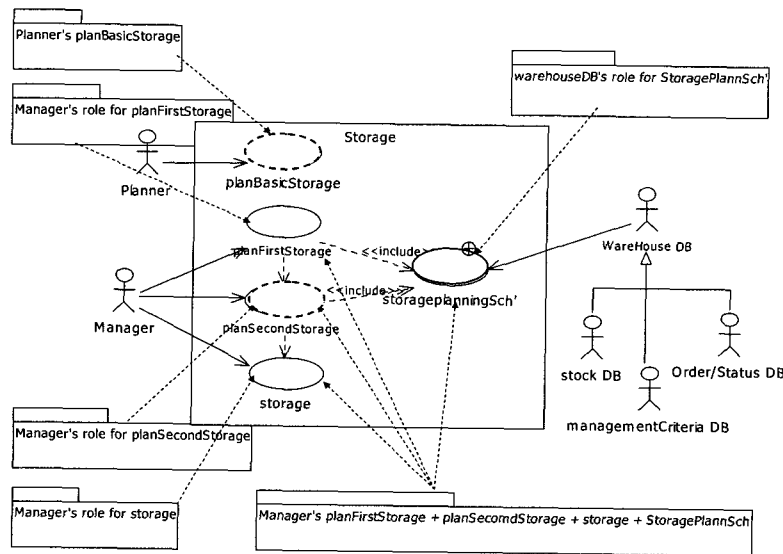 Planner's planBasicStorage
warehouseDB's role for StoragePlannSch'
Manager's role for planFirstStorage
Storage
Planner
planBasicStorage
planFirstStorage
<<include>
WareHouse DB
Manager
<<include>
storageplanningSch'
planSecondStorage
stock DB
Order/Status DB
storage
managementCriteria DB
Manager's role for planSecondStorage
Manager's role for storage
Manager's planFirstStorage + planSecomdStorage + storage + StoragePlannSch'